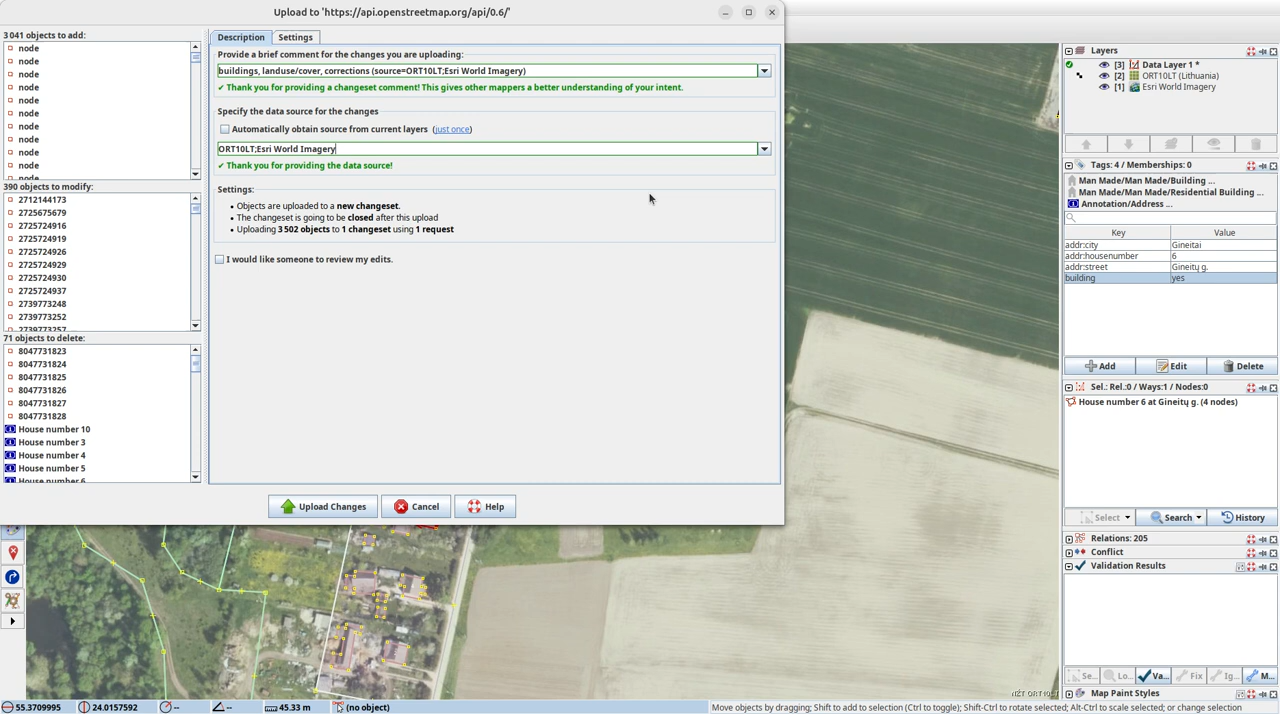 Upload to 'https://api.openstreetmap.org/api/0.6/'
3 041 objects to add:
node
node
node
node
node
node
node
node
node
node
node
390 objects to modify:
2712144173
2725675679
2725724916
2725724919
2725724926
2725724929
2725724930
2725724937
2739773248
2739773252
2739773257
71 objects to delete:
8047731823
8047731824
8047731825
8047731826
8047731827
8047731828
House number 10
House number 3
House number 4
House number 5
House number 6
Description
Settings
Provide a brief comment for the changes you are uploading:
buildings, landuse/cover, corrections (source=ORT10LT;Esri World Imagery)
✔ Thank you for providing a changeset comment! This gives other mappers a better understanding of your intent.
Specify the data source for the changes
Automatically obtain source from current layers (just once)
ORT10LT;Esri World Imagery
✔ Thank you for providing the data source!
Settings:
• Objects are uploaded to a new changeset.
• The changeset is going to be closed after this upload
• Uploading 3 502 objects to 1 changeset using 1 request
I would like someone to review my edits.
Upload Changes
Cancel
Help
Layers
[3] Data Layer 1 *
[2] ORT10LT (Lithuania)
[1] Esri World Imagery
Tags: 4 / Memberships: 0
Man Made/Man Made/Building ...
Man Made/Man Made/Residential Building ...
Annotation/Address ...
Key Value
addr:city Gineitai
addr:housenumber 6
addr:street Gineitų g.
building yes
Add
Edit
Delete
Sel.: Rel.:0 / Ways:1 / Nodes:0
House number 6 at Gineitų g. (4 nodes)
Select
Search
History
Relations: 205
Conflict
Validation Results
Se...
Lo...
Va...
Fix
Ig...
M...
Map Paint Styles
55.3709995
24.0157592
--
--
45.33 m
(no object)
Move objects by dragging; Shift to add to selection (Ctrl to toggle); Shift-Ctrl to rotate selected; Alt-Ctrl to scale selected; or change selection